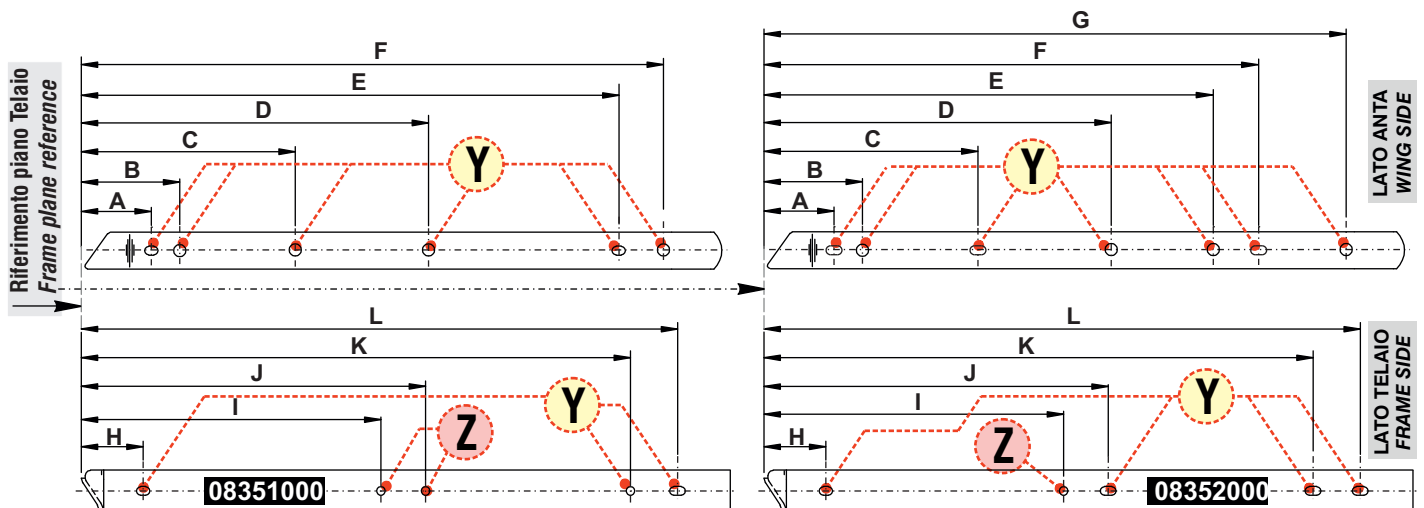 Riferimento piano Telaio
Frame plane reference
F
E
D
C
B
A
Y
G
F
E
D
C
B
A
Y
LATO ANTA
WING SIDE
L
K
J
I
H
Y
Z
08351000
L
K
J
I
H
Y
Z
08352000
LATO TELAIO
FRAME SIDE